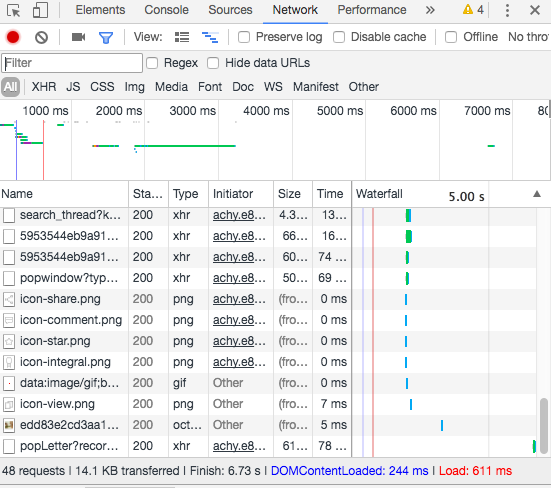 Elements Console Sources Network Performance » 4
View: Preserve log Disable cache Offline No thro
Filter Regex Hide data URLs
All XHR JS CSS Img Media Font Doc WS Manifest Other
1000 ms 2000 ms 3000 ms 4000 ms 5000 ms 6000 ms 7000 ms 80
Name Sta... Type Initiator Size Time Waterfall 5.00 s
search_thread?k... 200 xhr achy.e8... 4.3... 13...
5953544eb9a91... 200 xhr achy.e8... 66... 16...
5953544eb9a91... 200 xhr achy.e8... 60... 74 ...
popwindow?typ... 200 xhr achy.e8... 50... 69 ...
icon-share.png 200 png achy.e8... (fro... 0 ms
icon-comment.png 200 png achy.e8... (fro... 0 ms
icon-star.png 200 png achy.e8... (fro... 0 ms
icon-integral.png 200 png achy.e8... (fro... 0 ms
data:image/gif;b... 200 gif Other (fro... 0 ms
icon-view.png 200 png Other (fro... 7 ms
edd83e2cd3aa1... 200 oct... Other (fro... 5 ms
popLetter?recor... 200 xhr achy.e8... 61... 78 ...
48 requests | 14.1 KB transferred | Finish: 6.73 s | DOMContentLoaded: 244 ms | Load: 611 ms